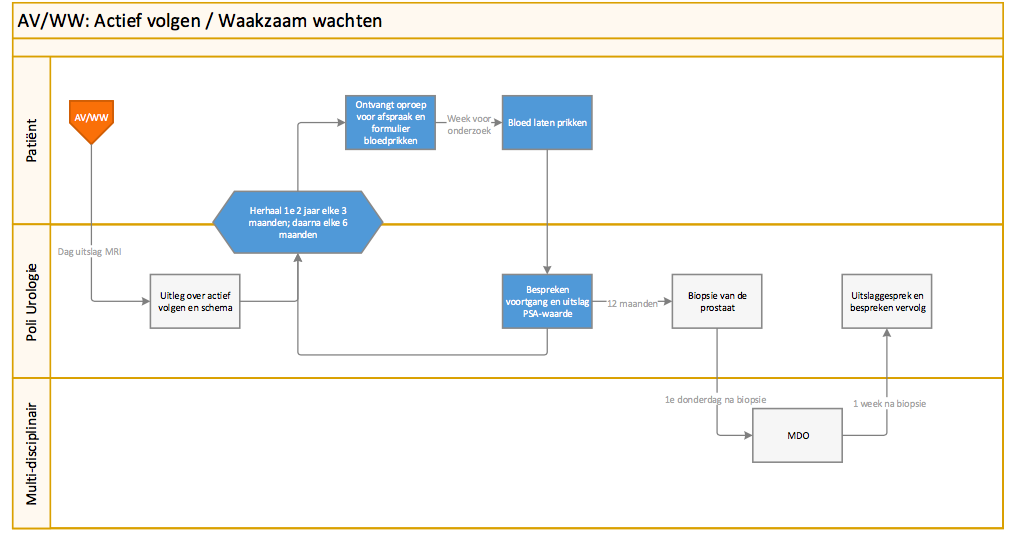 AV/WW: Actief volgen / Waakzaam wachten
Patiënt
AV/WW
Ontvangt oproep
voor afspraak en
formulier
bloedprikken
Week voor
onderzoek
Bloed laten prikken
Herhaal 1e 2 jaar elke 3
maanden; daarna elke 6
maanden
Poli Urologie
Dag uitslag MRI
Uitleg over actief
volgen en schema
Bespreken
voortgang en uitslag
PSA-waarde
12 maanden
Biopsie van de
prostaat
Uitslaggesprek en
bespreken vervolg
Multi-disciplinair
1e donderdag na biopsie
1 week na biopsie
MDO